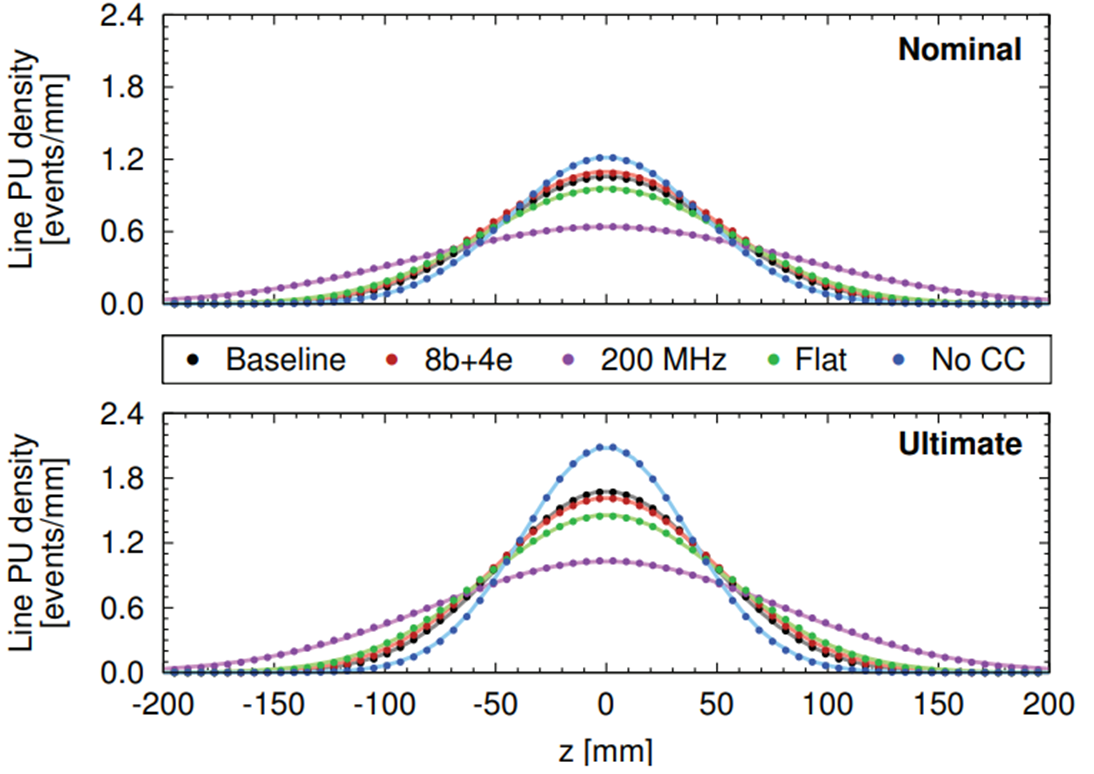 2.4
1.8
1.2
0.6
0.0
Line PU density
[events/mm]
Nominal
Baseline 8b+4e 200 MHz Flat No CC
2.4
1.8
1.2
0.6
0.0
Line PU density
[events/mm]
Ultimate
-200 -150 -100 -50 0 50 100 150 200
z [mm]